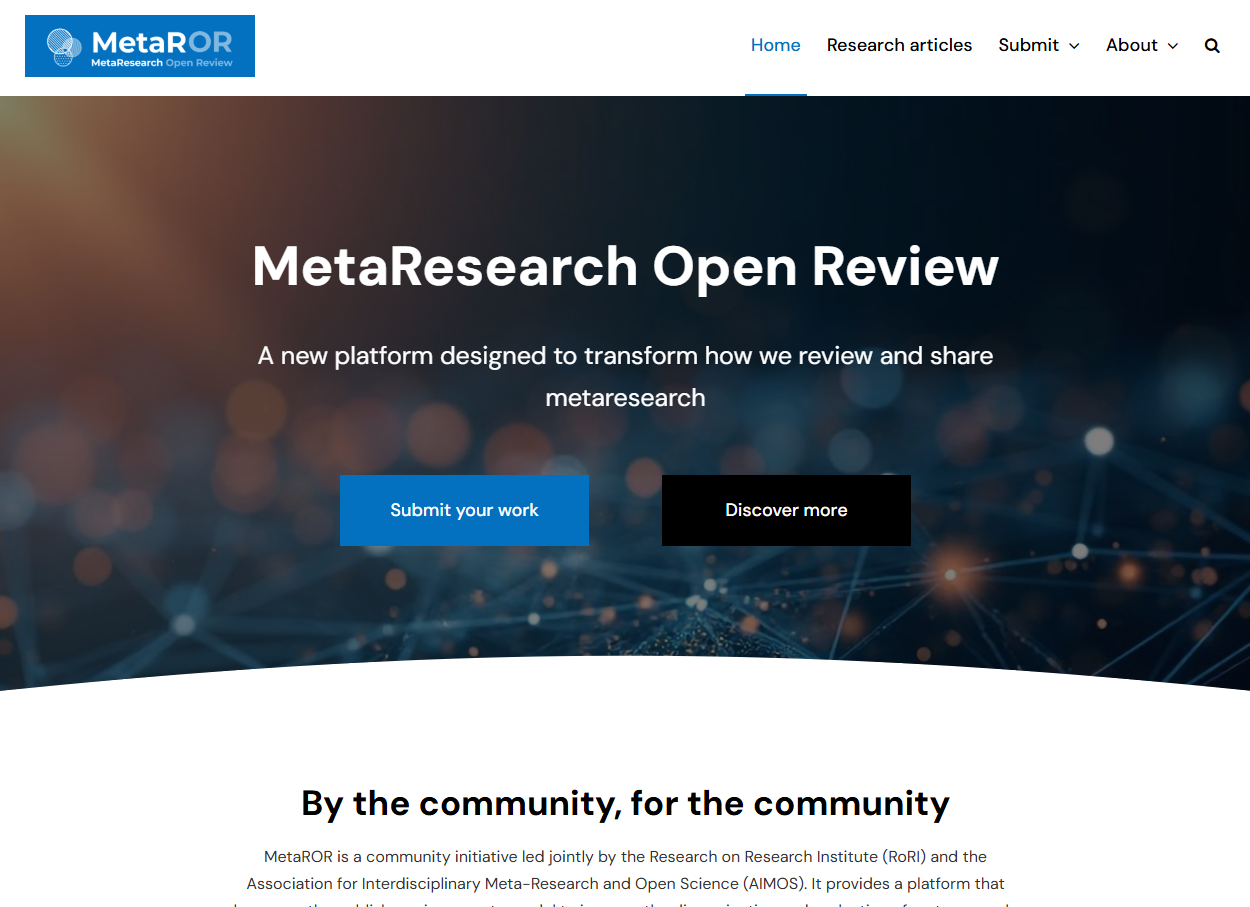 MetaROR
MetaResearch Open Review
Home
Research articles
Submit
About
MetaResearch Open Review
A new platform designed to transform how we review and share
metaresearch
Submit your work
Discover more
By the community, for the community
MetaROR is a community initiative led jointly by the Research on Research Institute (RoRI) and the
Association for Interdisciplinary Meta-Research and Open Science (AIMOS). It provides a platform that